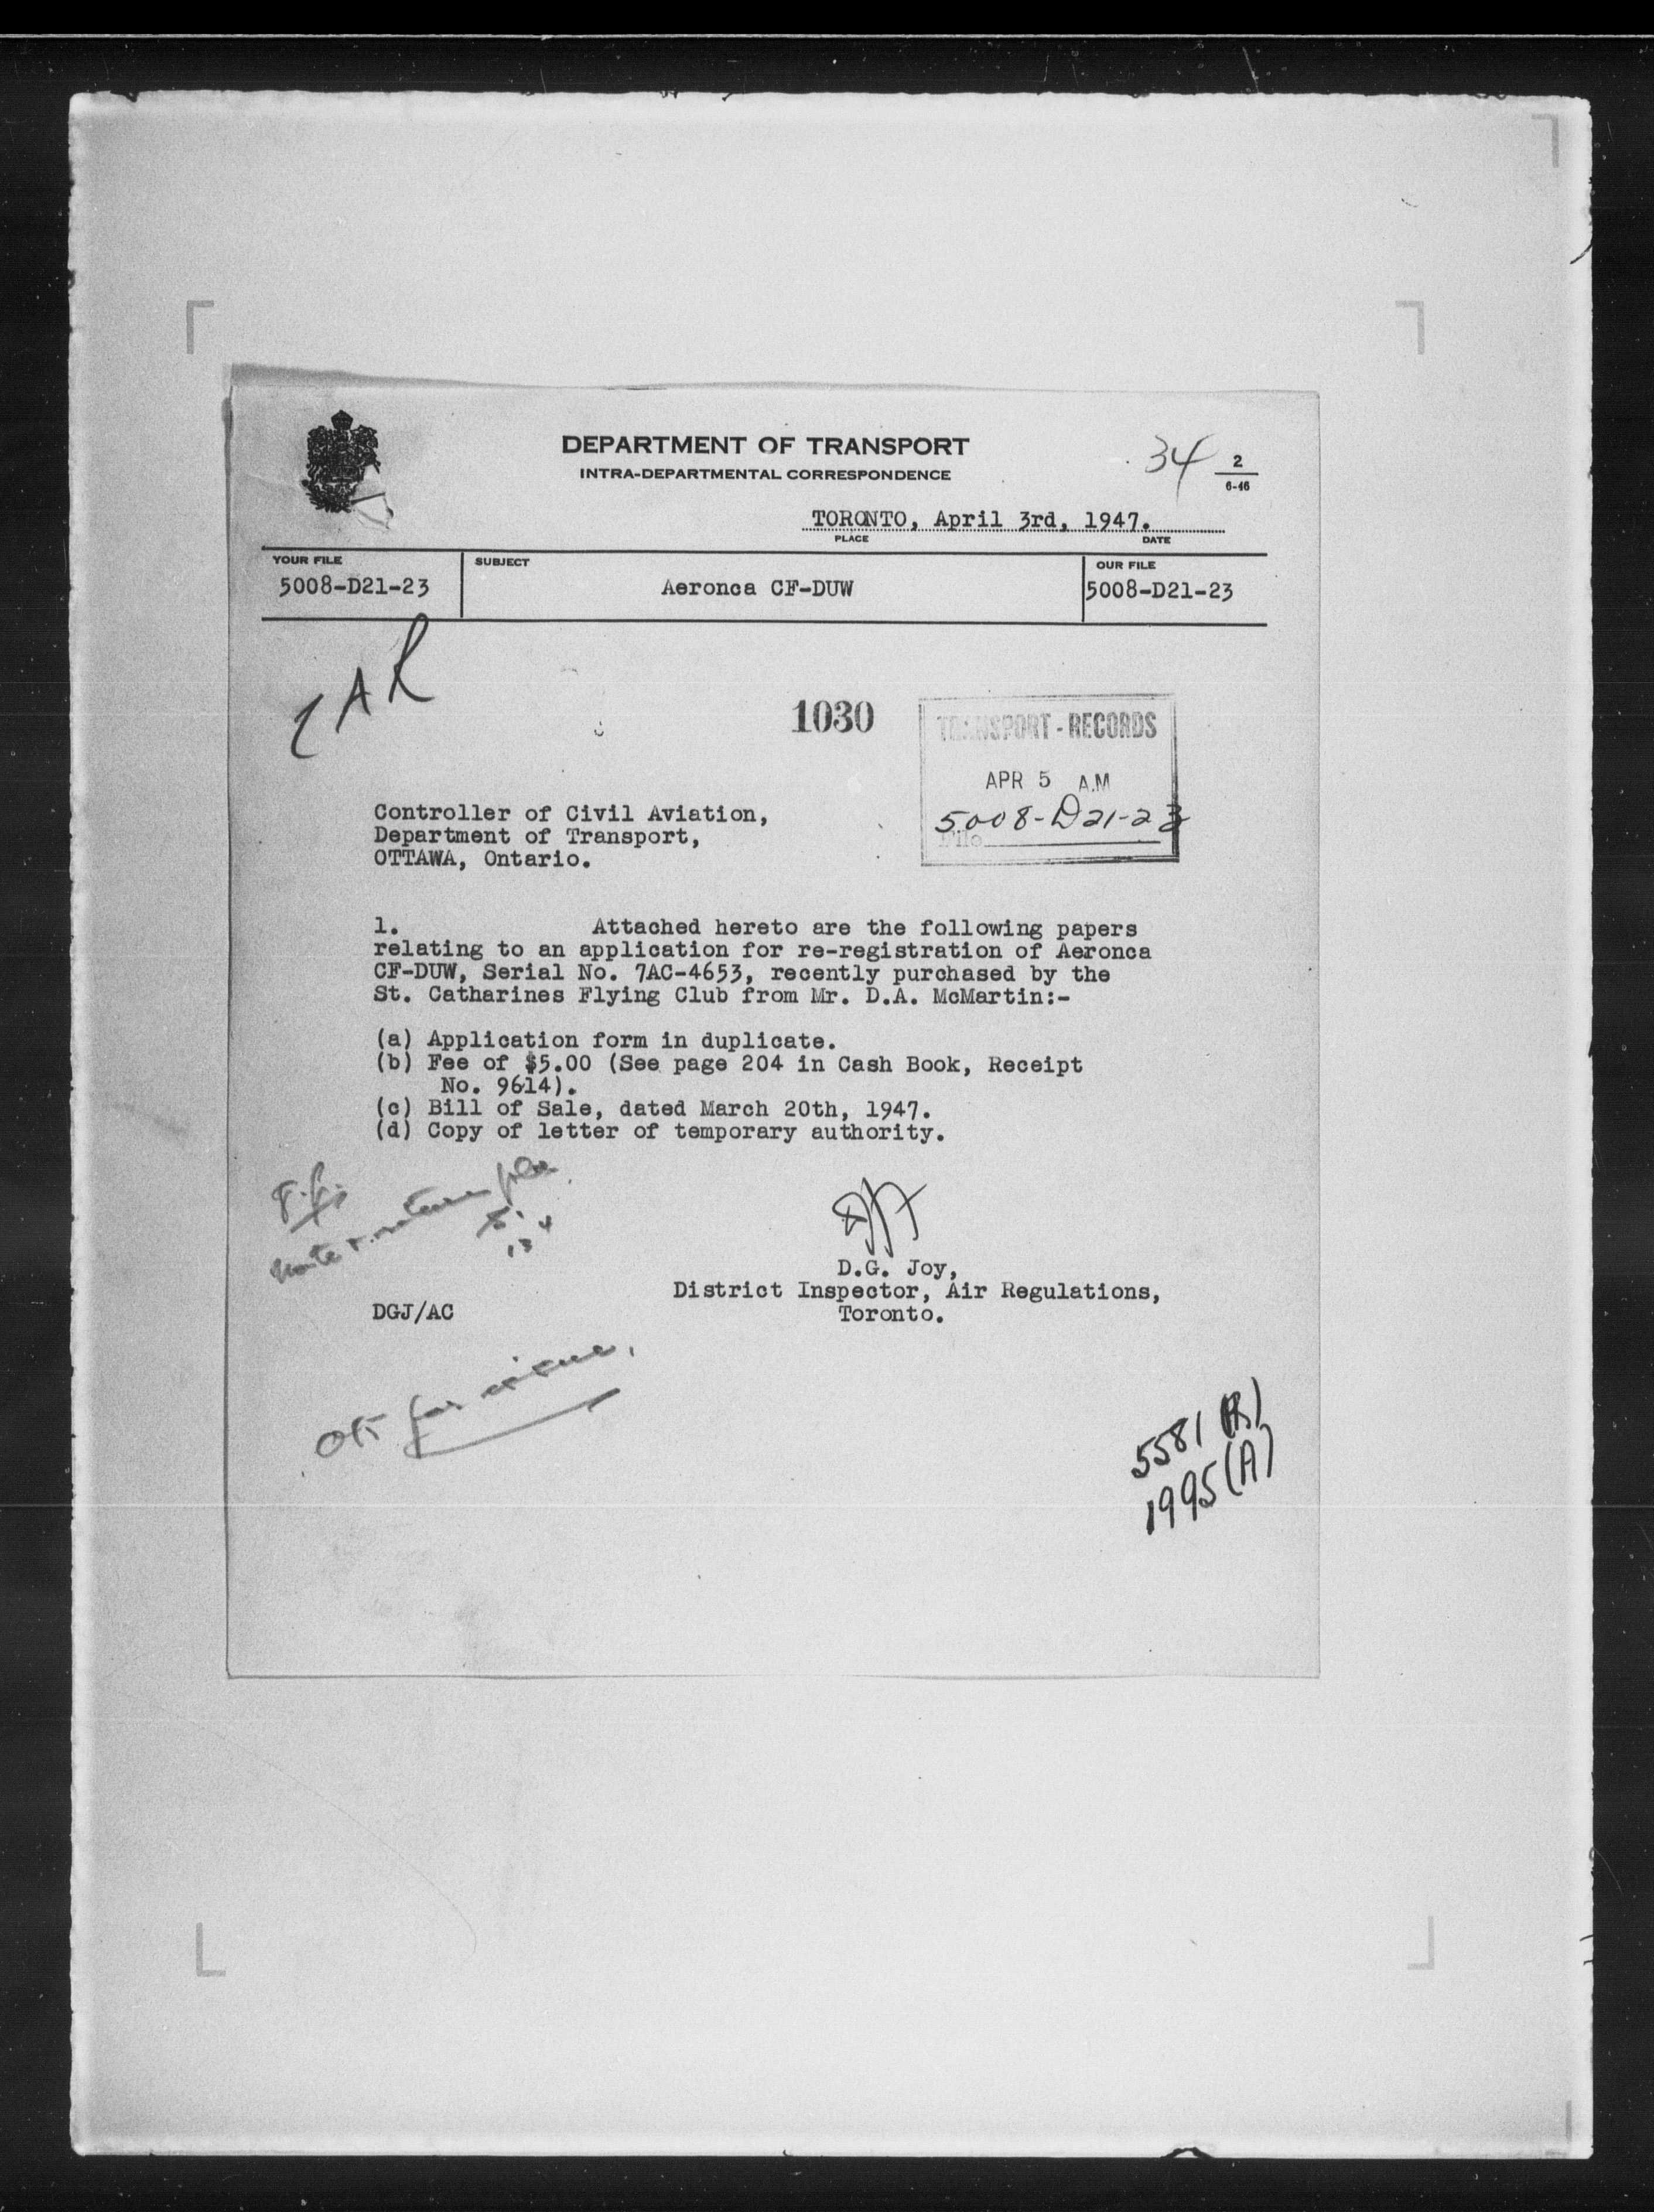 DEPARTMENT OF TRANSPORT
INTRA-DEPARTMENTAL CORRESPONDENCE
34
2
6-46
TORONTO, April 3rd, 1947.
PLACE DATE
YOUR FILE SUBJECT OUR FILE
5008-D21-23 Aeronca CF-DUW 5008-D21-23
CAR
1030
TRANSPORT - RECORDS
APR 5 A.M
5008-D21-23
File
Controller of Civil Aviation,
Department of Transport,
OTTAWA, Ontario.
1. Attached hereto are the following papers
relating to an application for re-registration of Aeronca
CF-DUW, Serial No. 7AC-4653, recently purchased by the
St. Catharines Flying Club from Mr. D.A. McMartin:-
(a) Application form in duplicate.
(b) Fee of $5.00 (See page 204 in Cash Book, Receipt
No. 9614).
(c) Bill of Sale, dated March 20th, 1947.
(d) Copy of letter of temporary authority.
D.G. Joy,
District Inspector, Air Regulations,
Toronto.
DGJ/AC
OK for
5581 (R)
1995 (A)